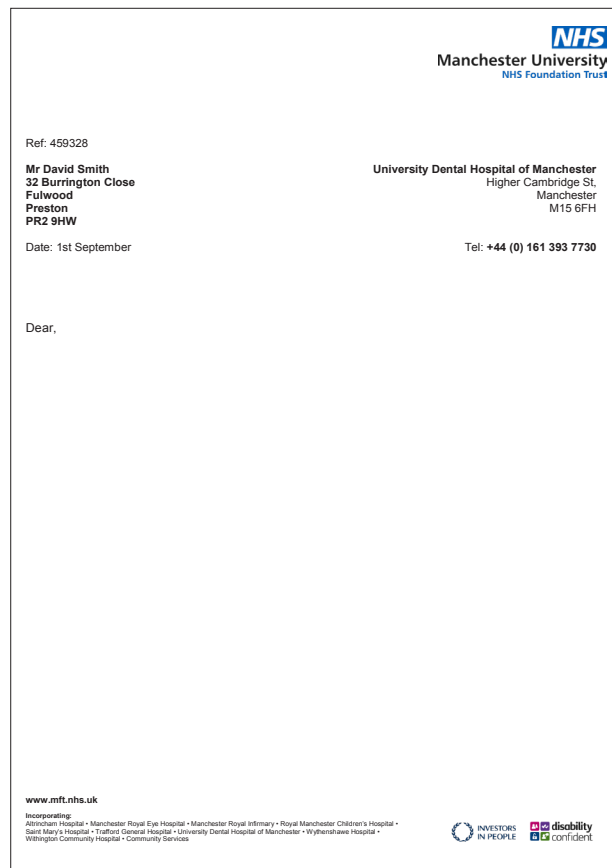 NHS
Manchester University
NHS Foundation Trust
Ref: 459328
Mr David Smith
32 Burrington Close
Fulwood
Preston
PR2 9HW
University Dental Hospital of Manchester
Higher Cambridge St,
Manchester
M15 6FH
Date: 1st September
Tel: +44 (0) 161 393 7730
Dear,
www.mft.nhs.uk
Incorporating:
Altrincham Hospital • Manchester Royal Eye Hospital • Manchester Royal Infirmary • Royal Manchester Children's Hospital •
Saint Mary's Hospital • Trafford General Hospital • University Dental Hospital of Manchester • Wythenshawe Hospital •
Withington Community Hospital • Community Services
INVESTORS
IN PEOPLE
disability
confident